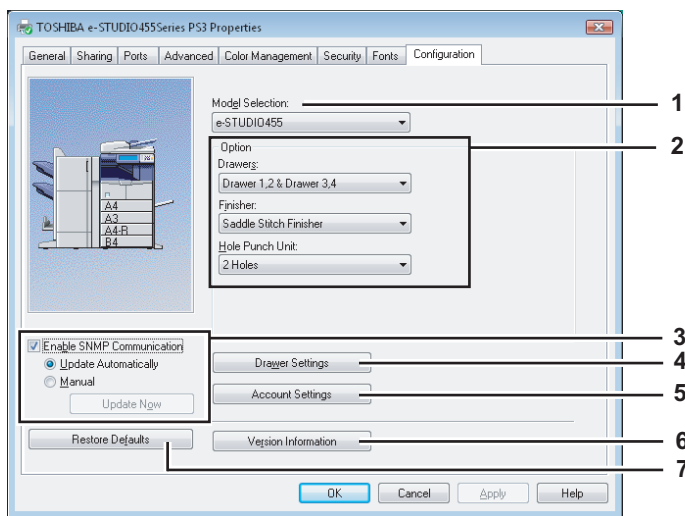 TOSHIBA e-STUDIO455Series PS3 Properties
General Sharing Ports Advanced Color Management Security Fonts Configuration
Model Selection:
1
e-STUDIO455
Option
2
Drawers:
Drawer 1,2 & Drawer 3,4
Finisher:
Saddle Stitch Finisher
Hole Punch Unit:
2 Holes
A4
A3
A4-R
B4
3
Enable SNMP Communication
Update Automatically
Drawer Settings
4
Manual
Account Settings
5
Update Now
Restore Defaults
Version Information
6
7
OK Cancel Apply Help